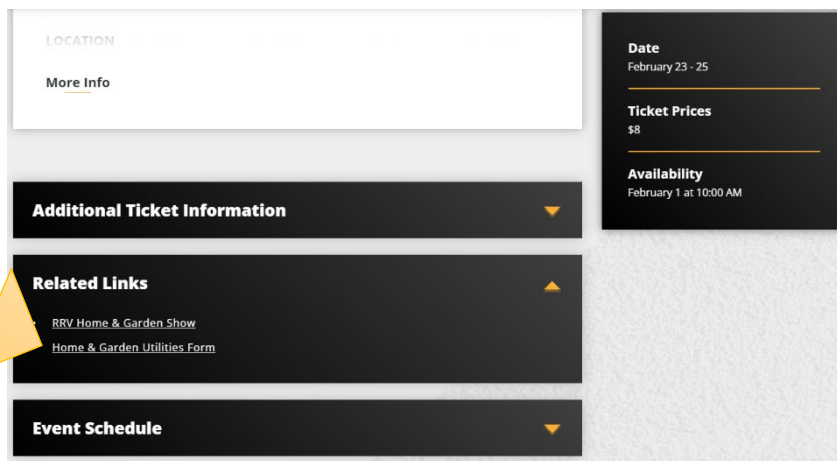 LOCATION
More Info
Date
February 23 - 25
Ticket Prices
$8
Availability
February 1 at 10:00 AM
Additional Ticket Information
Related Links
RRV Home & Garden Show
Home & Garden Utilities Form
Event Schedule